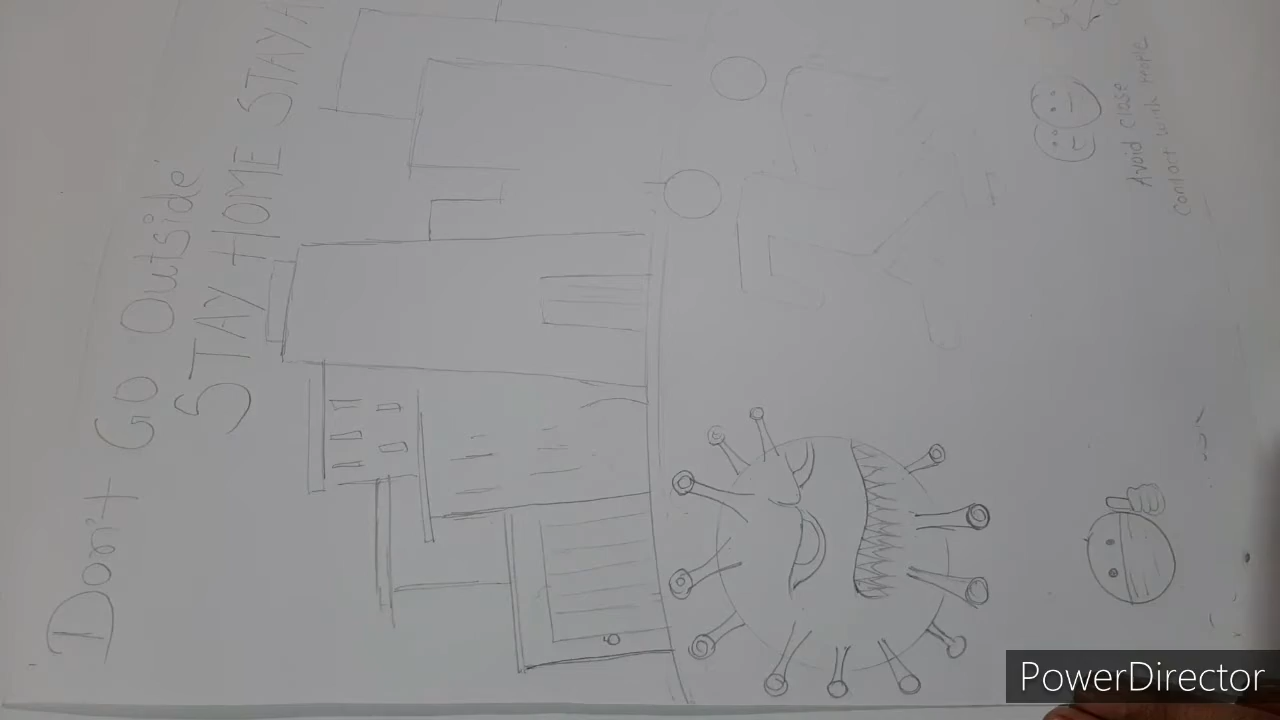 Don't Go Outside
STAY HOME STAY
Avoid close
contact with people
PowerDirector